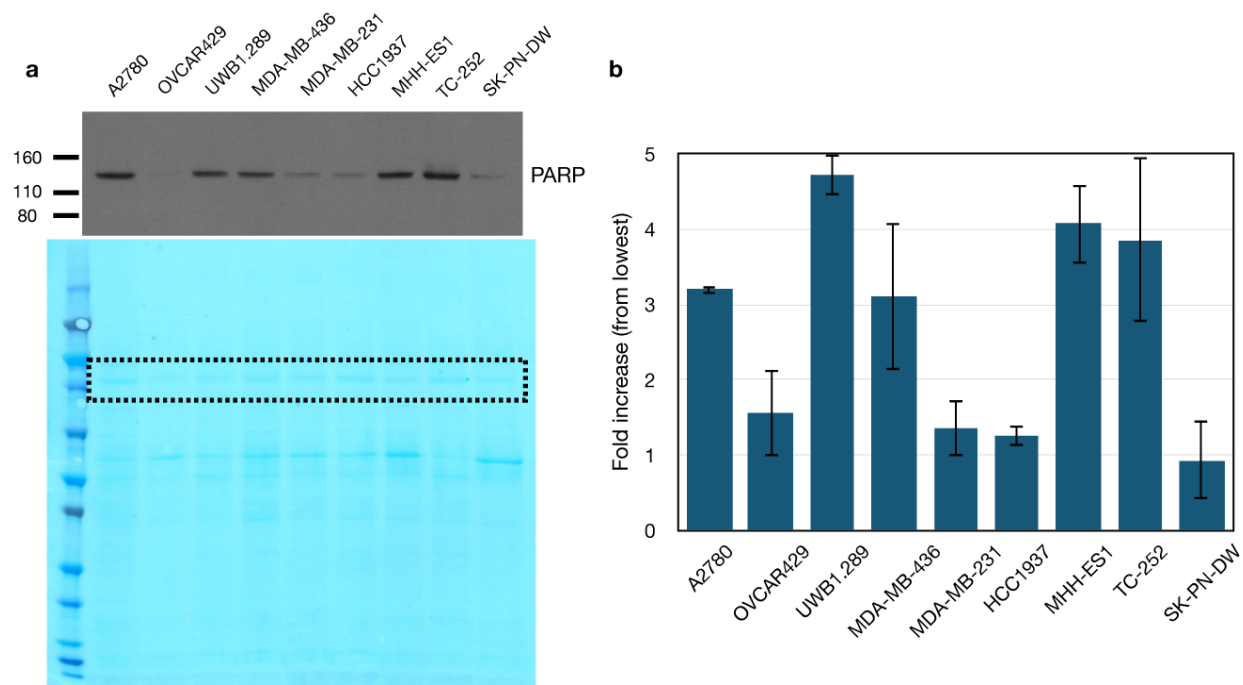 a
A2780
OVCAR429
UWB1.289
MDA-MB-436
MDA-MB-231
HCC1937
MHH-ES1
TC-252
SK-PN-DW
160
110
80
PARP
b
Fold increase (from lowest)
5
4
3
2
1
0
A2780
OVCAR429
UWB1.289
MDA-MB-436
MDA-MB-231
HCC1937
MHH-ES1
TC-252
SK-PN-DW